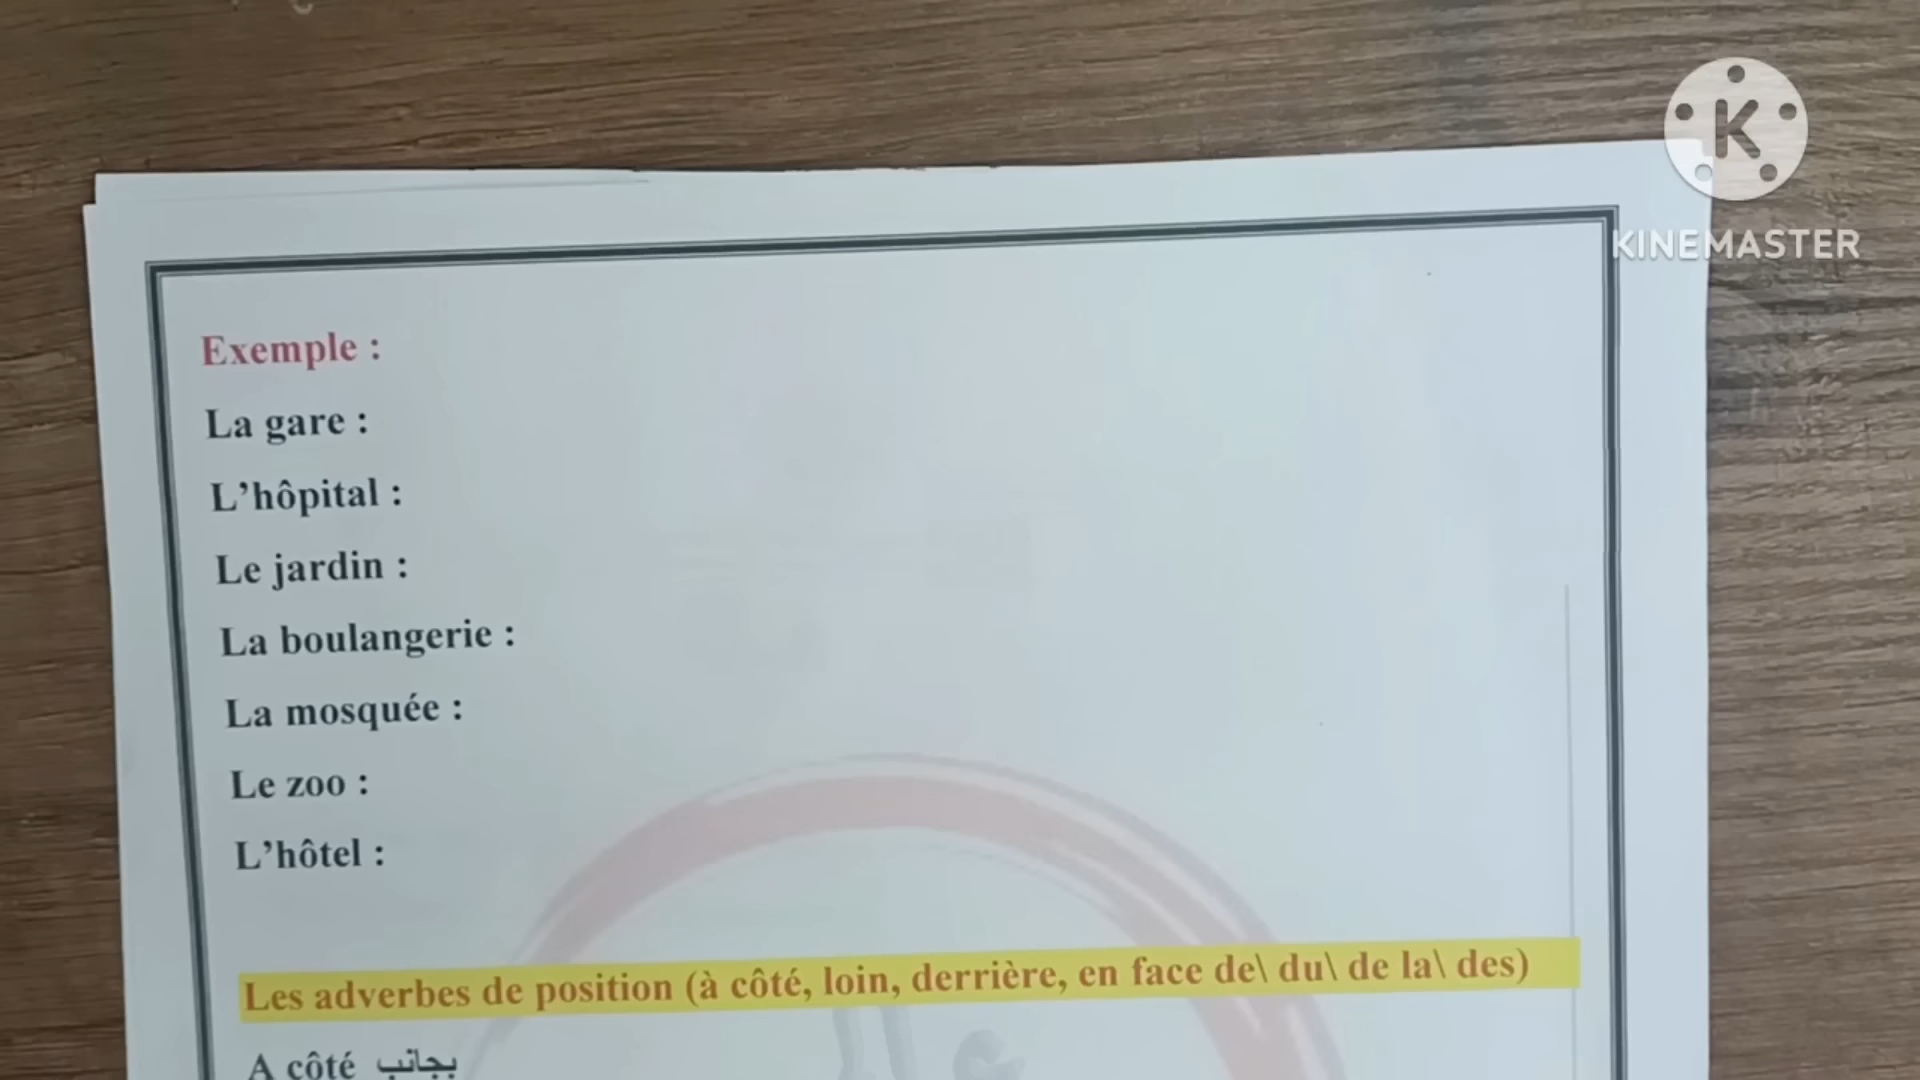 KINEMASTER
Exemple :
La gare :
L’hôpital :
Le jardin :
La boulangerie :
La mosquée :
Le zoo :
L’hôtel :
Les adverbes de position (à côté, loin, derrière, en face de\ du\ de la\ des)
A côté بجانب